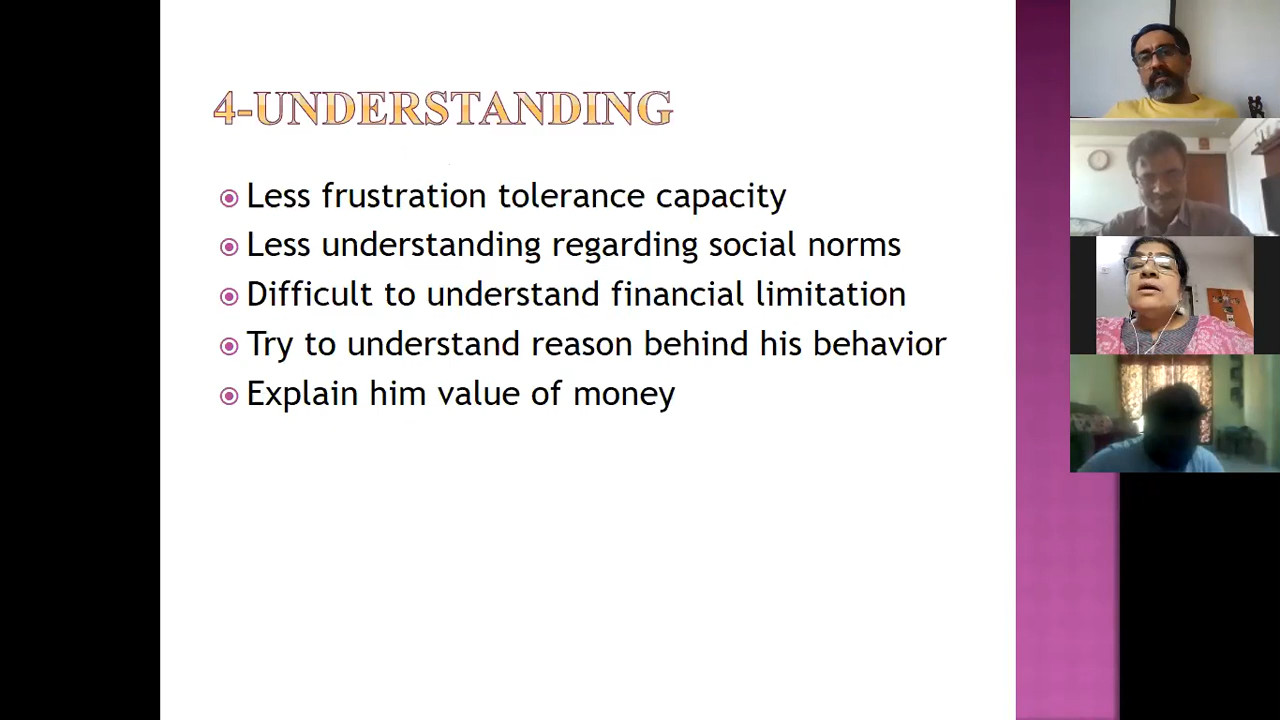 4-UNDERSTANDING
Less frustration tolerance capacity
Less understanding regarding social norms
Difficult to understand financial limitation
Try to understand reason behind his behavior
Explain him value of money